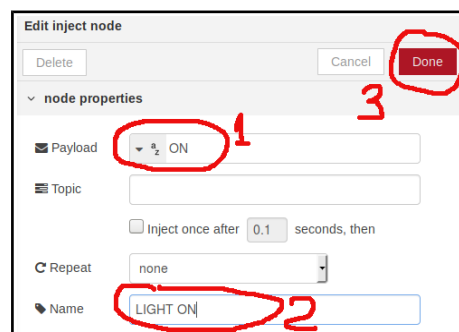 Edit inject node
Delete Cancel Done
3
node properties
Payload az ON 1
Topic
Inject once after 0.1 seconds, then
Repeat none
Name LIGHT ON 2